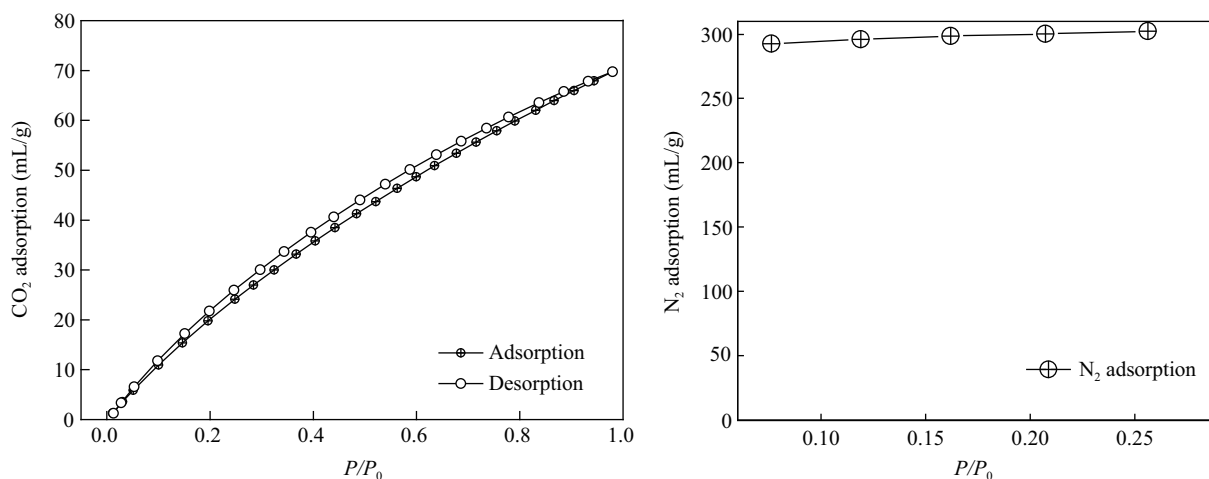 80
70
60
50
40
30
20
10
0
CO₂ adsorption (mL/g)
Adsorption
Desorption
0.0 0.2 0.4 0.6 0.8 1.0
P/P₀
300
250
200
150
100
50
0
N₂ adsorption (mL/g)
N₂ adsorption
0.10 0.15 0.20 0.25
P/P₀